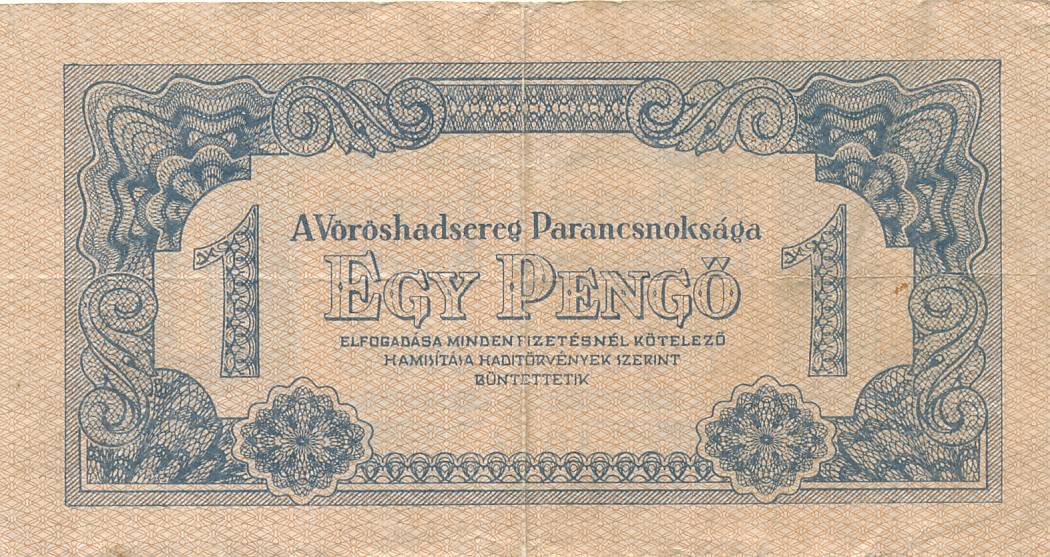 A Vöröshadsereg Parancsnoksága
1 EGY PENGŐ 1
ELFOGADÁSA MINDEN FIZETÉSNÉL KÖTELEZŐ
HAMISÍTÁSA HADITÖRVÉNYEK SZERINT
BÜNTETTETIK